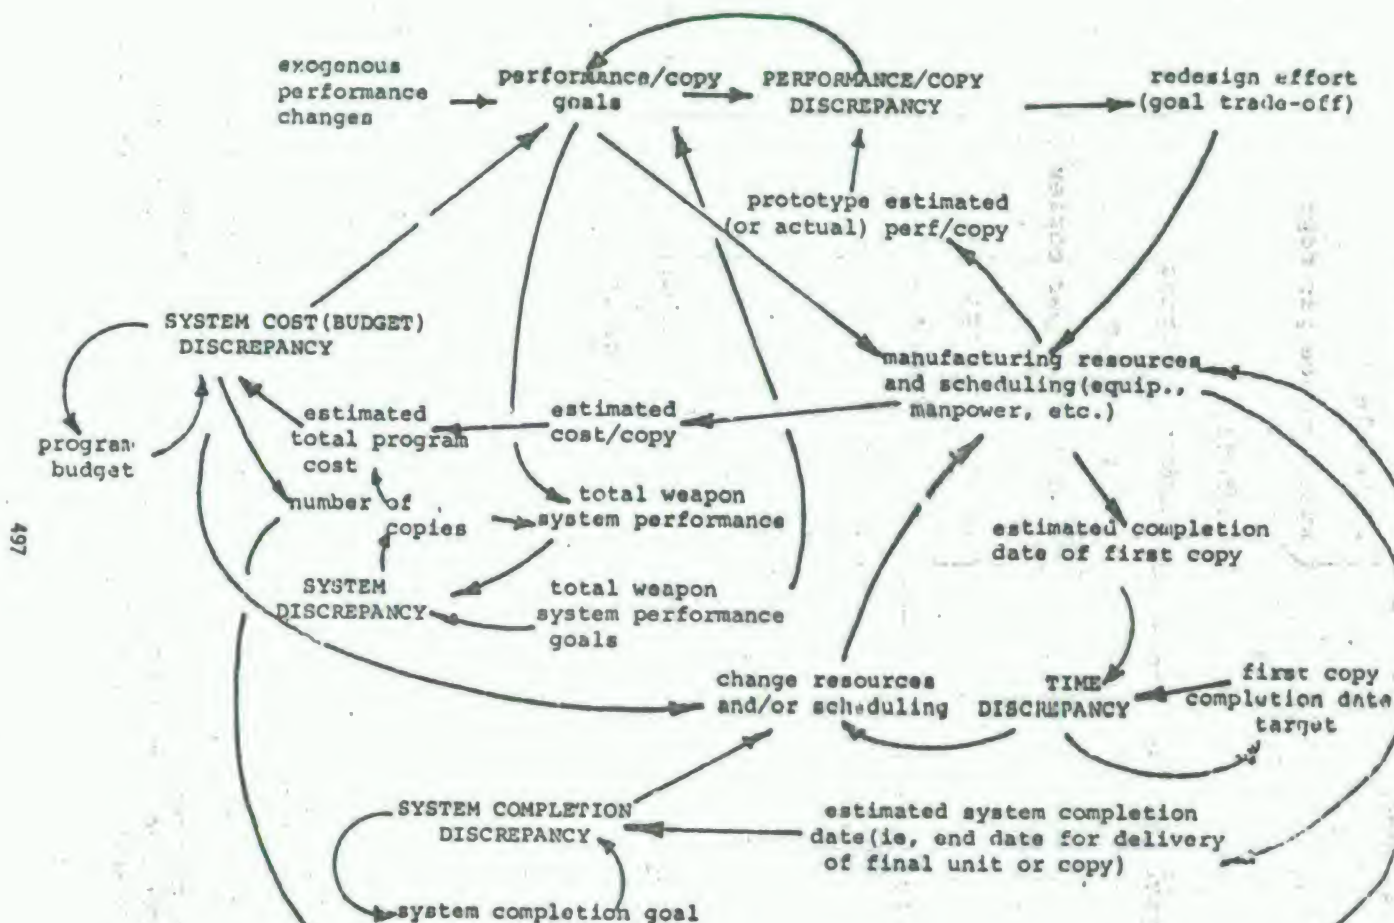 exogenous
performance
changes
performance/copy
goals
PERFORMANCE/COPY
DISCREPANCY
redesign effort
(goal trade-off)
prototype estimated
(or actual) perf/copy
SYSTEM COST(BUDGET)
DISCREPANCY
manufacturing resources
and scheduling(equip.,
manpower, etc.)
program
budget
estimated
total program
cost
estimated
cost/copy
number of
copies
total weapon
system performance
estimated completion
date of first copy
497
SYSTEM
DISCREPANCY
total weapon
system performance
goals
change resources
and/or scheduling
TIME
DISCREPANCY
first copy
completion date
target
SYSTEM COMPLETION
DISCREPANCY
estimated system completion
date(ie, end date for delivery
of final unit or copy)
system completion goal